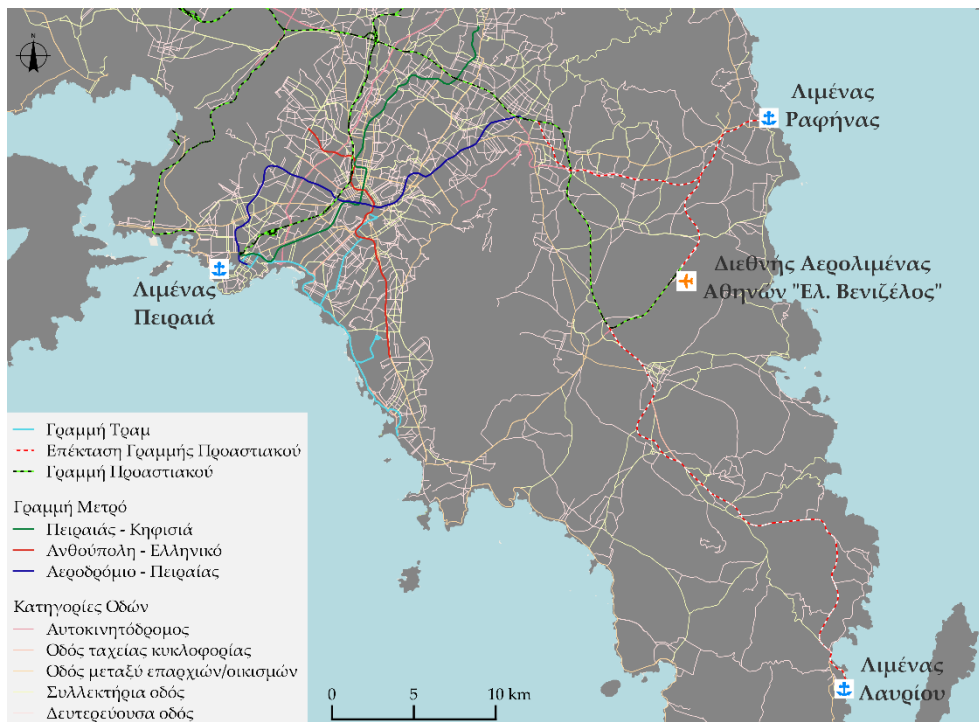 N
Λιμένας
Ραφήνας
Διεθνής Αερολιμένας
Αθηνών "Ελ. Βενιζέλος"
Λιμένας
Πειραιά
Γραμμή Τραμ
Επέκταση Γραμμής Προαστιακού
Γραμμή Προαστιακού
Γραμμή Μετρό
Πειραιάς - Κηφισιά
Ανθούπολη - Ελληνικό
Αεροδρόμιο - Πειραίας
Κατηγορίες Οδών
Αυτοκινητόδρομος
Οδός ταχείας κυκλοφορίας
Οδός μεταξύ επαρχιών/οικισμών
Συλλεκτήρια οδός
Δευτερεύουσα οδός
0 5 10 km
Λιμένας
Λαυρίου